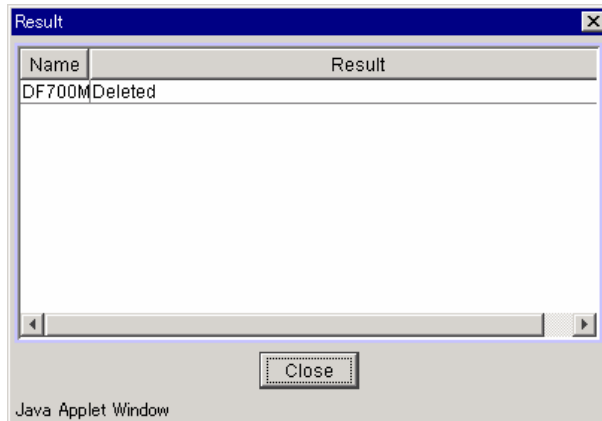 Result
Name Result
DF700M Deleted
Close
Java Applet Window